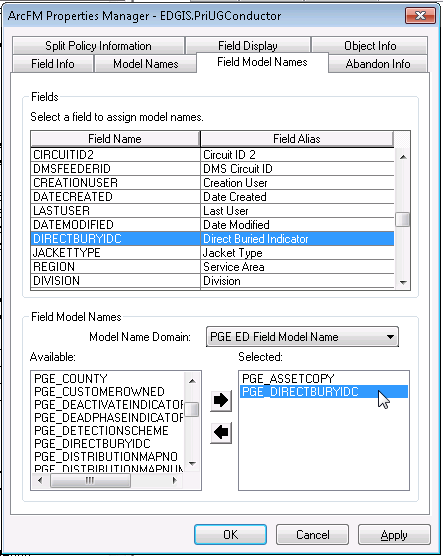 ArcFM Properties Manager - EDGIS.PriUGConductor
Split Policy Information Field Display Object Info
Field Info Model Names Field Model Names Abandon Info
Fields
Select a field to assign model names.
Field Name Field Alias
CIRCUITID2 Circuit ID 2
DMSFEEDERID DMS Circuit ID
CREATIONUSER Creation User
DATECREATED Date Created
LASTUSER Last User
DATEMODIFIED Date Modified
DIRECTBURYIDC Direct Buried Indicator
JACKETTYPE Jacket Type
REGION Service Area
DIVISION Division
Field Model Names
Model Name Domain: PGE ED Field Model Name
Available: Selected:
PGE_COUNTY PGE_ASSETCOPY
PGE_CUSTOMEROWNED PGE_DIRECTBURYIDC
PGE_DEACTIVATEINDICATOR
PGE_DEADPHASEINDICATOR
PGE_DETECTIONSCHEME
PGE_DIRECTBURYIDC
PGE_DISTRIBUTIONMAPNO
PGE_DISTRIBUTIONMAPNUM
OK Cancel Apply